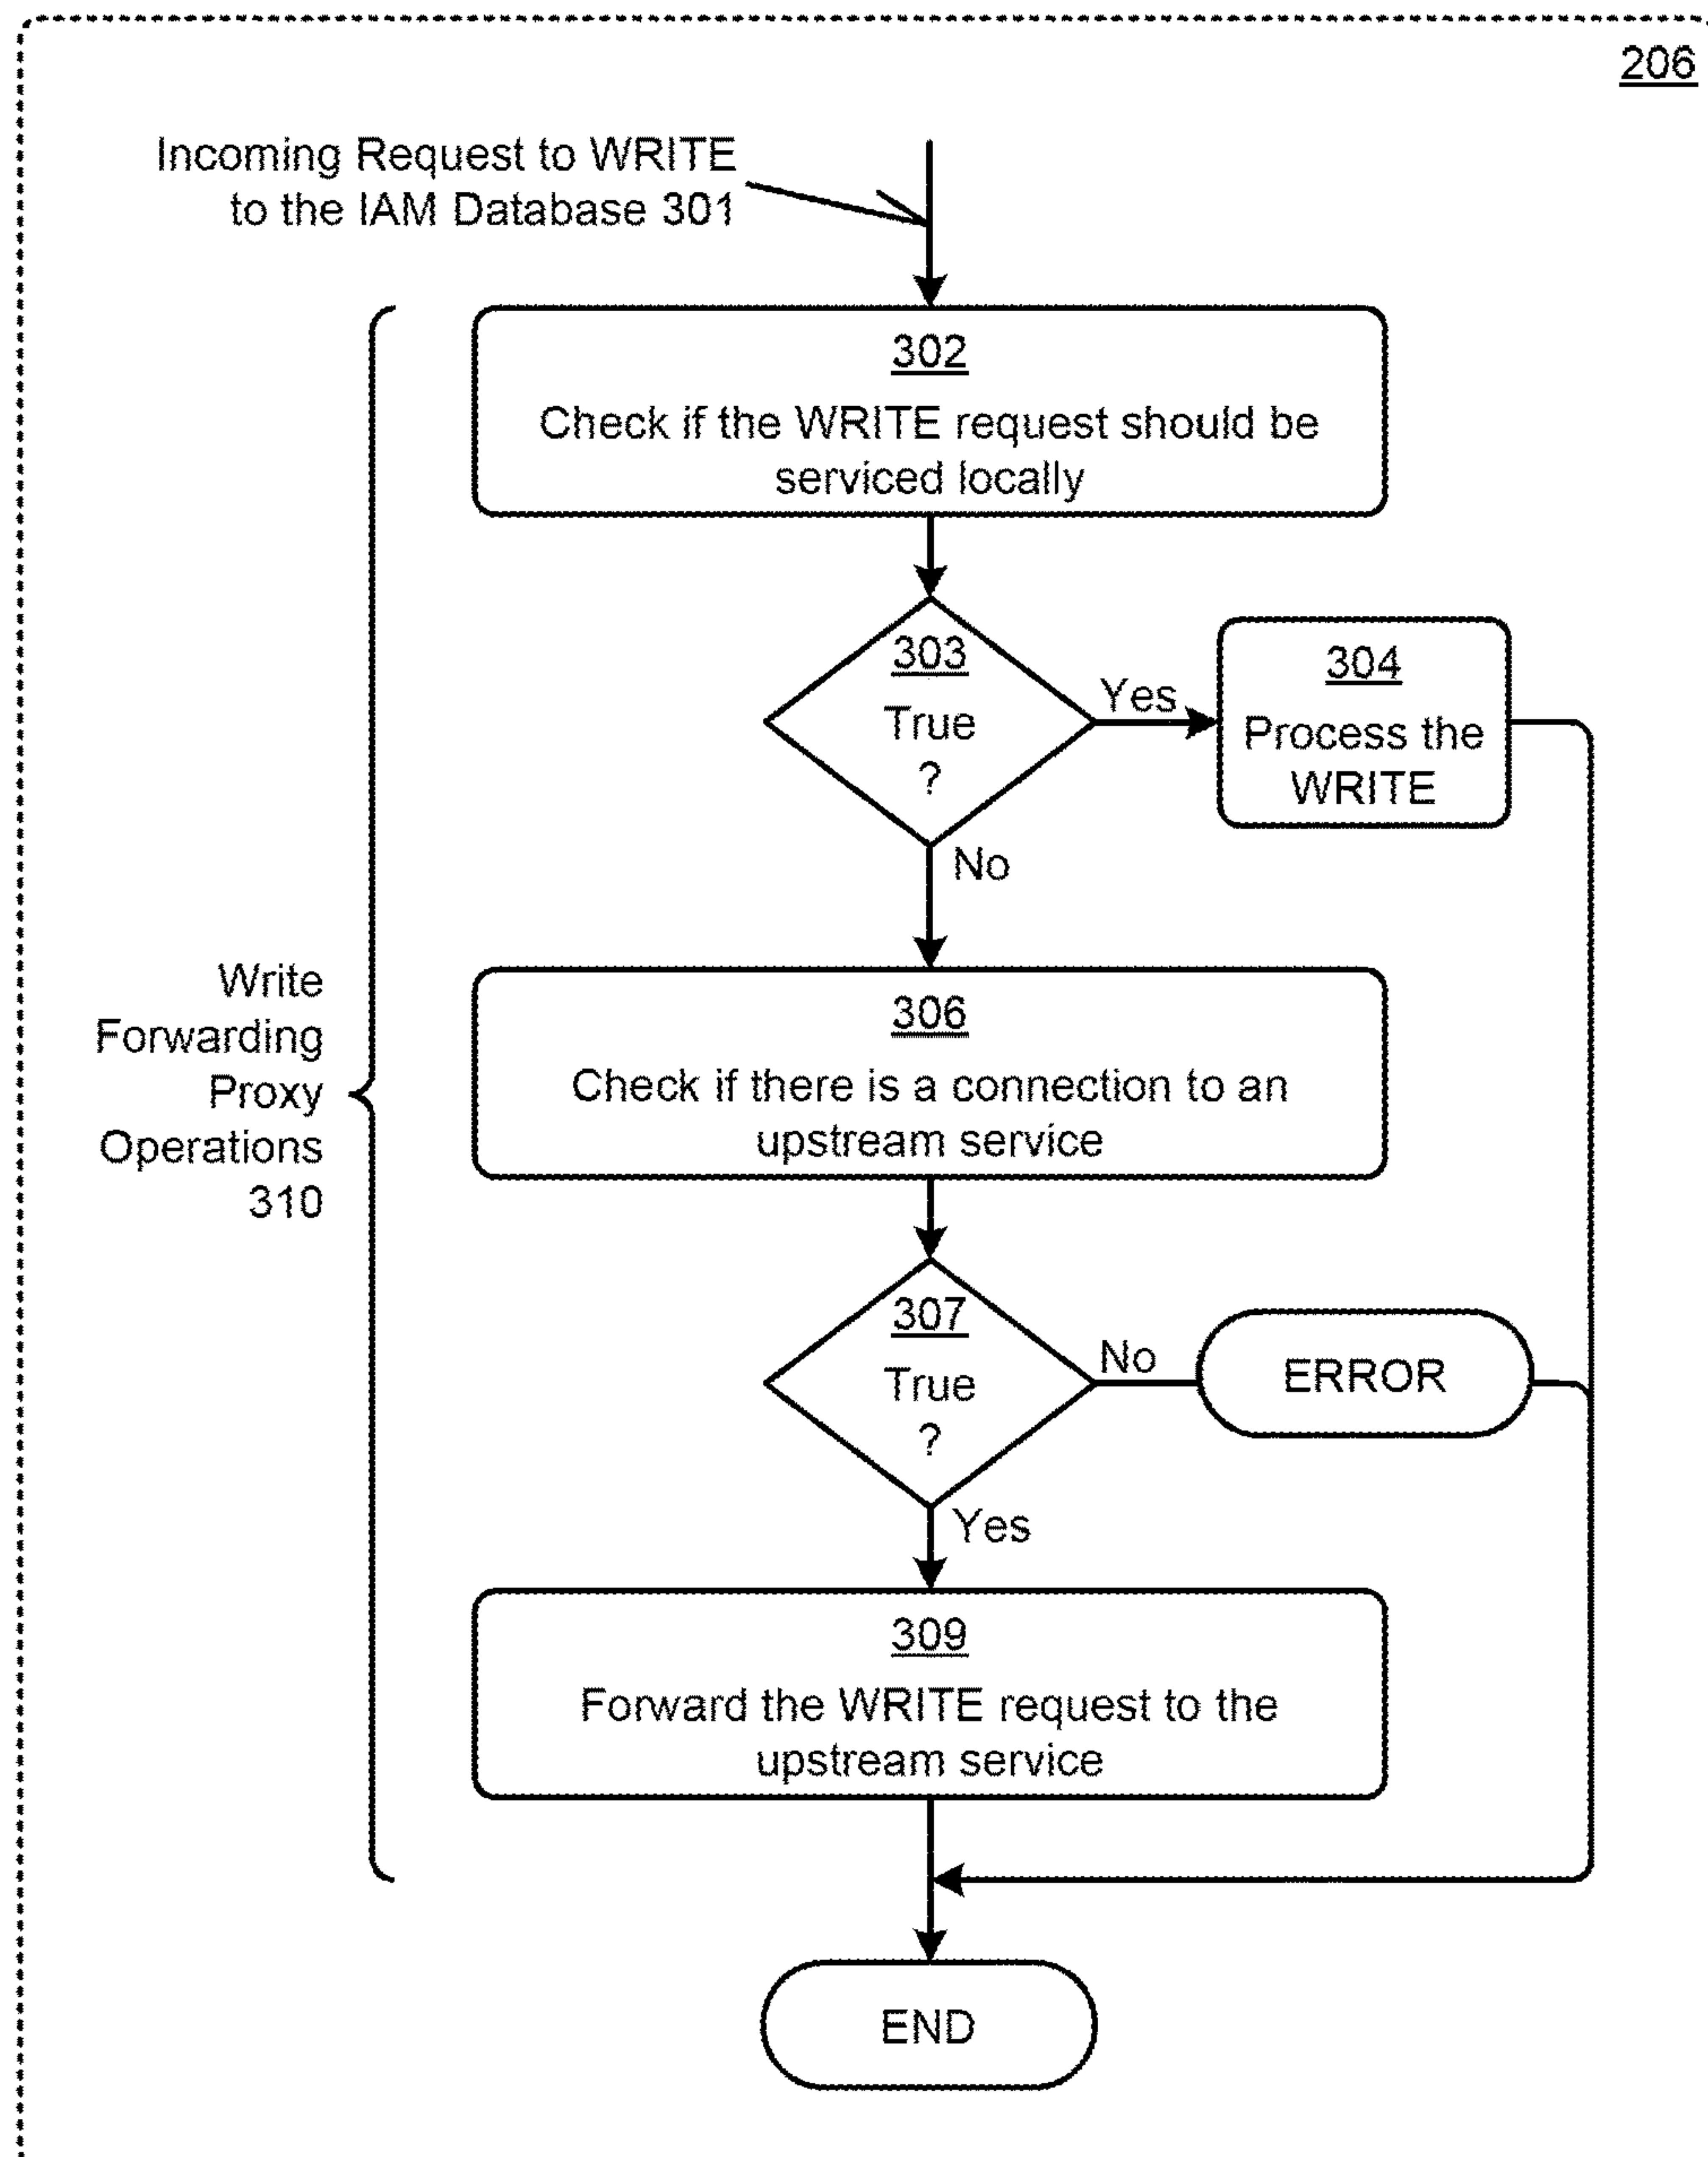 206
Incoming Request to WRITE
to the IAM Database 301
302
Check if the WRITE request should be
serviced locally
303
True
?
Yes
304
Process the
WRITE
No
Write
Forwarding
Proxy
Operations
310
306
Check if there is a connection to an
upstream service
307
True
?
No
ERROR
Yes
309
Forward the WRITE request to the
upstream service
END